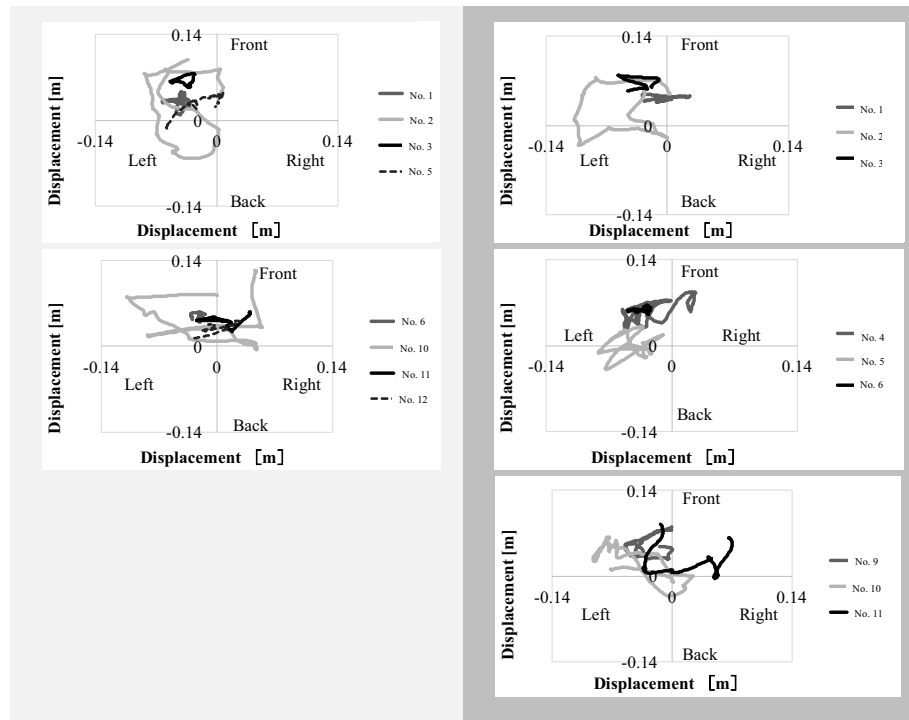 0.14
Front
Displacement [m]
-0.14
0
0
0.14
Left
Right
-0.14
Back
Displacement [m]
No. 1
No. 2
No. 3
No. 5
0.14
Front
Displacement [m]
-0.14
0
0
0.14
Left
Right
-0.14
Back
Displacement [m]
No. 1
No. 2
No. 3
0.14
Front
Displacement [m]
0
-0.14
0
0.14
Left
Right
-0.14
Back
Displacement [m]
No. 6
No. 10
No. 11
No. 12
0.14
Front
Displacement [m]
Left
Right
0
-0.14
0
0.14
Back
-0.14
Displacement [m]
No. 4
No. 5
No. 6
0.14
Front
Displacement [m]
0
-0.14
0
0.14
Left
Right
-0.14
Back
Displacement [m]
No. 9
No. 10
No. 11